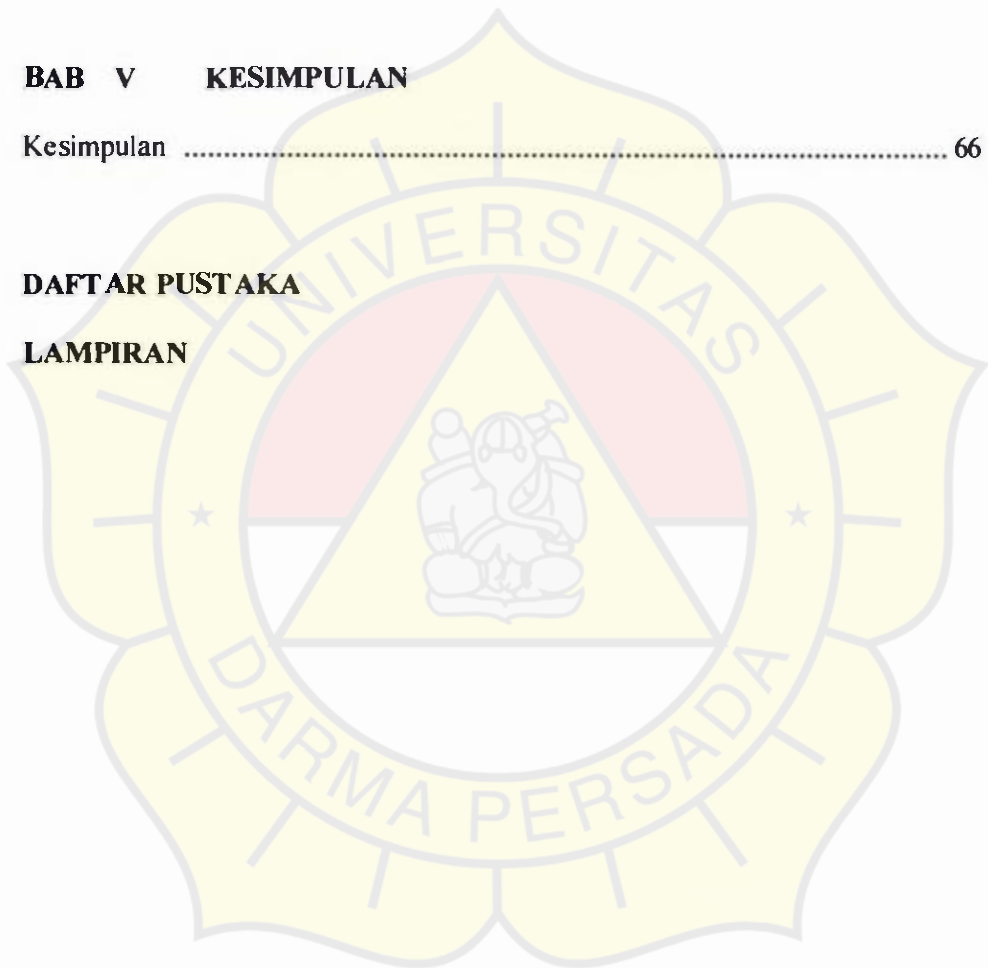 BAB V KESIMPULAN
Kesimpulan ........................................................................ 66
DAFTAR PUSTAKA
LAMPIRAN
UNIVERSITAS
DARMA PERSADA